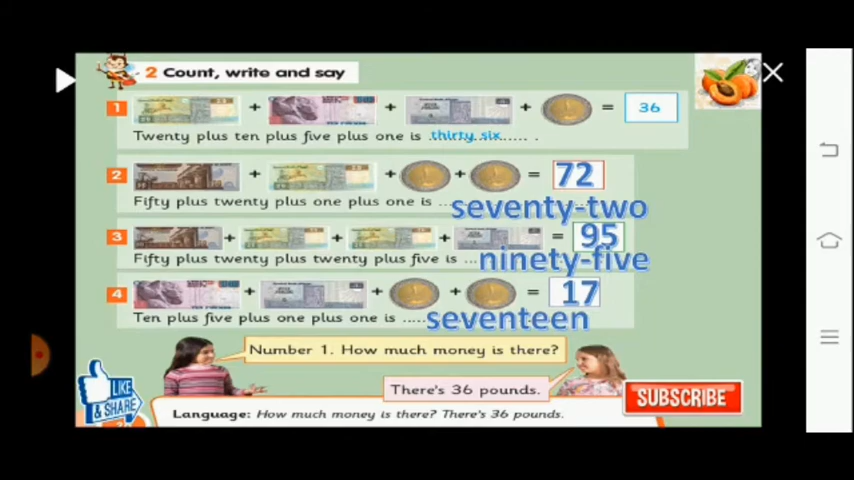 2 Count, write and say
1 + + + = 36
Twenty plus ten plus five plus one is thirty six .
2 + + + = 72
Fifty plus twenty plus one plus one is ... seventy-two
3 + + + = 95
Fifty plus twenty plus twenty plus five is ... ninety-five
4 + + + = 17
Ten plus five plus one plus one is ..... seventeen
Number 1. How much money is there?
There's 36 pounds.
LIKE
& SHARE
SUBSCRIBE
Language: How much money is there? There's 36 pounds.